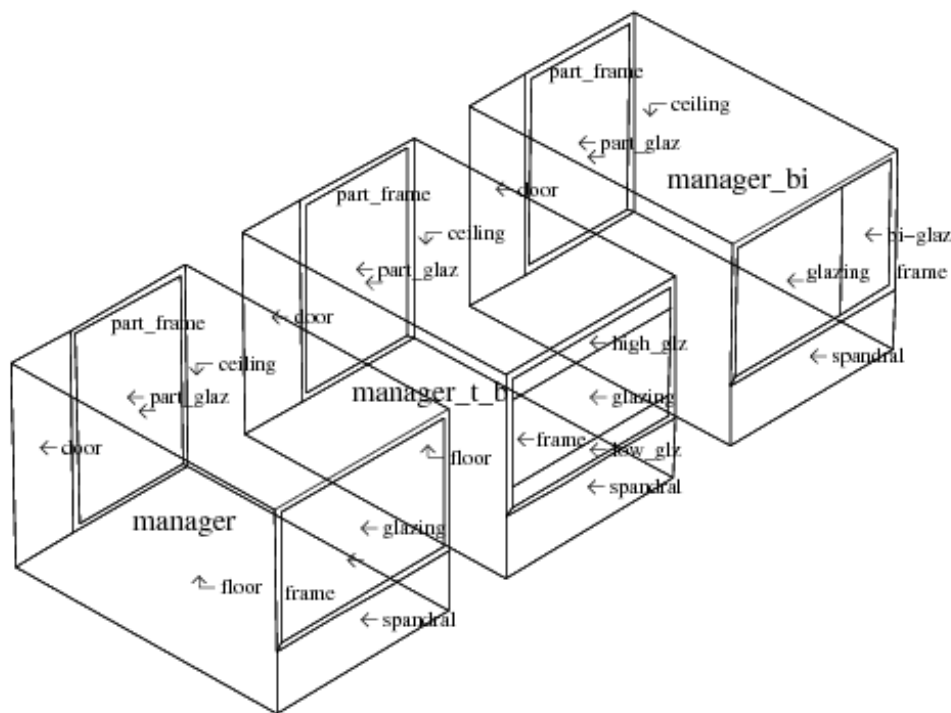 part_frame
ceiling
part_glaz
manager_bi
door
bi-glaz
glazing
frame
spandral
part_frame
ceiling
part_glaz
door
high_glz
manager_t_b
glazing
frame
low_glz
floor
spandral
part_frame
ceiling
part_glaz
door
manager
glazing
floor
frame
spandral